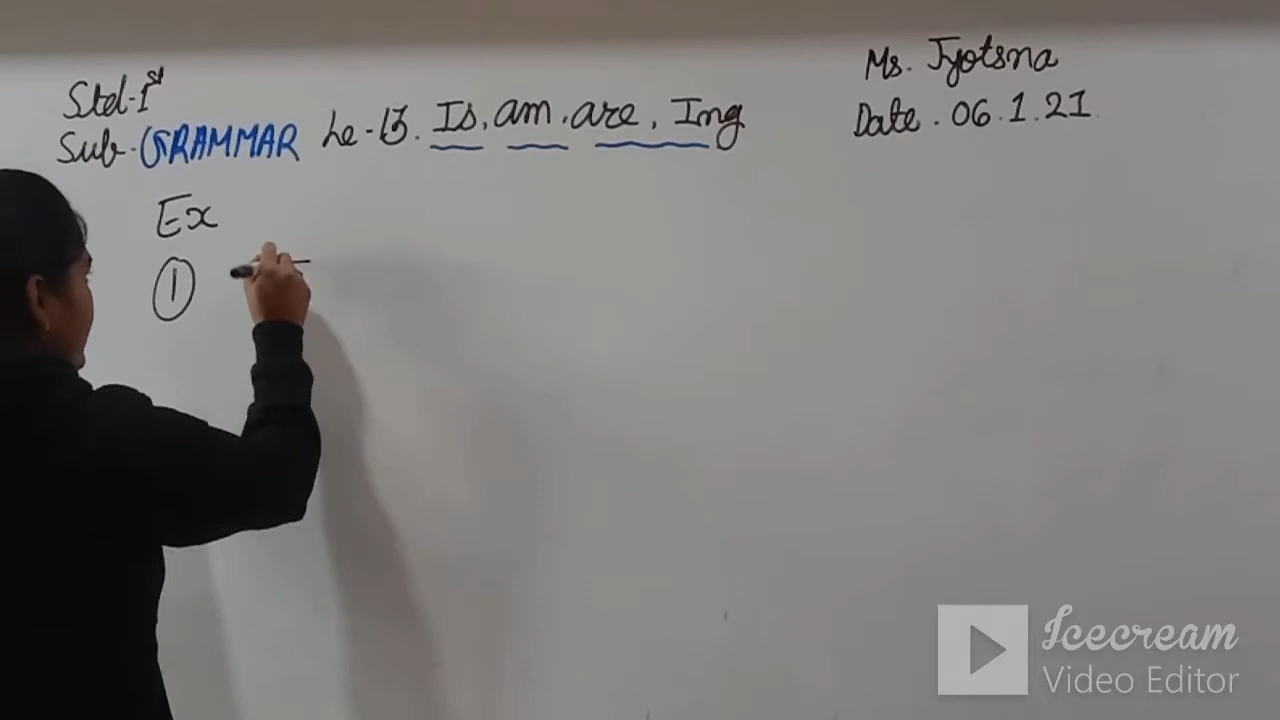 Std-1st
Sub-GRAMMAR Le-13. Is, am, are, Ing
Ms. Jyotsna
Date. 06.1.21
Ex
①
Icecream
Video Editor